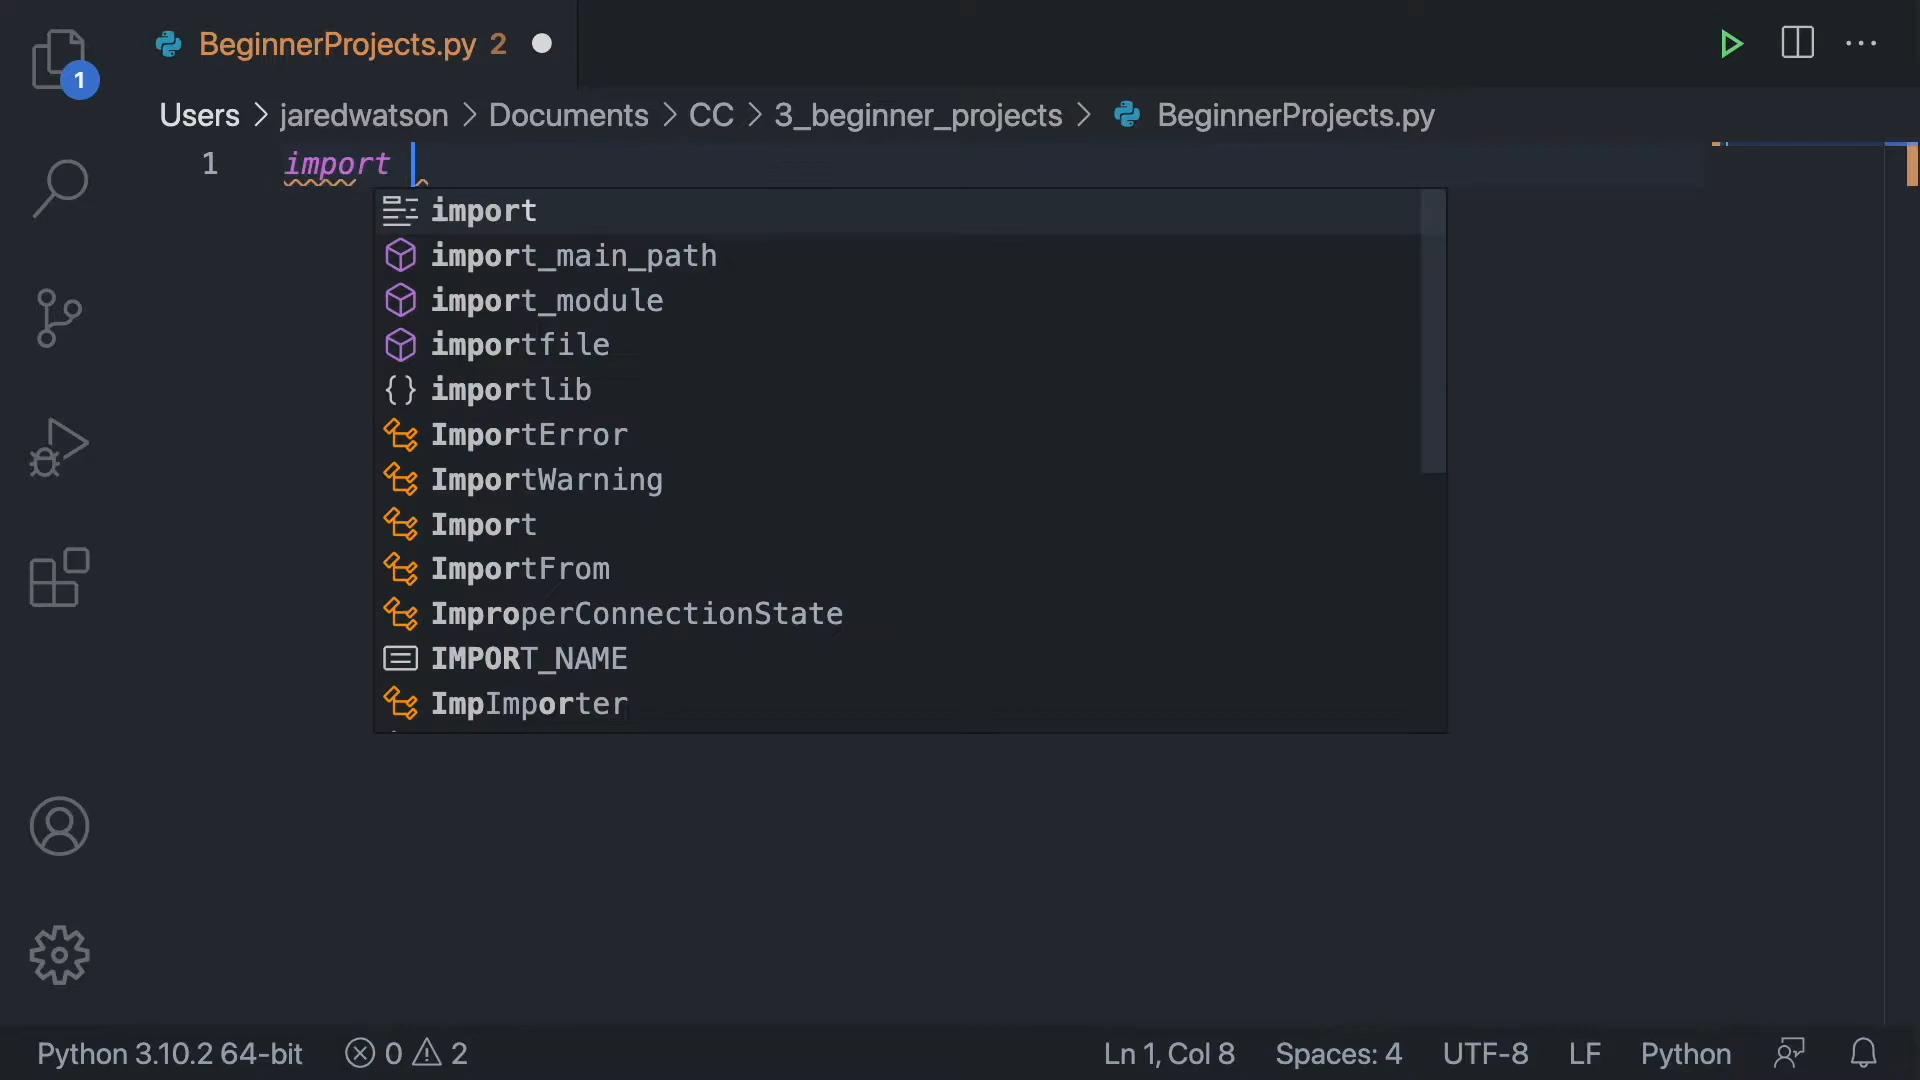 BeginnerProjects.py 2
1
Users > jaredwatson > Documents > CC > 3_beginner_projects > BeginnerProjects.py
1 import
import
import_main_path
import_module
importfile
importlib
ImportError
ImportWarning
Import
ImportFrom
ImproperConnectionState
IMPORT_NAME
ImpImporter
Python 3.10.2 64-bit 0 2 Ln 1, Col 8 Spaces: 4 UTF-8 LF Python